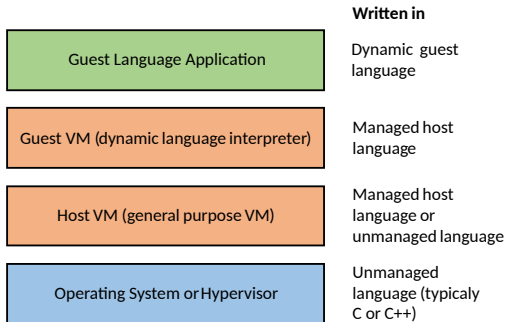 Written in
Guest Language Application
Dynamic guest
language
Guest VM (dynamic language interpreter)
Managed host
language
Host VM (general purpose VM)
Managed host
language or
unmanaged language
Operating System or Hypervisor
Unmanaged
language (typicaly
C or C++)